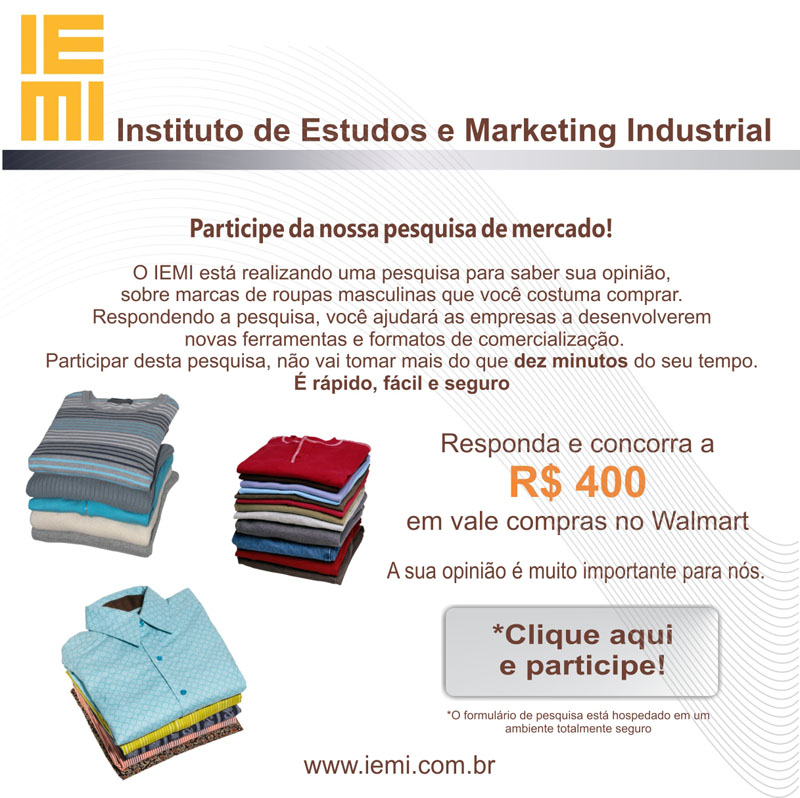 IE
MI
Instituto de Estudos e Marketing Industrial
Participe da nossa pesquisa de mercado!
O IEMI está realizando uma pesquisa para saber sua opinião,
sobre marcas de roupas masculinas que você costuma comprar.
Respondendo a pesquisa, você ajudará as empresas a desenvolverem
novas ferramentas e formatos de comercialização.
Participar desta pesquisa, não vai tomar mais do que dez minutos do seu tempo.
É rápido, fácil e seguro
Responda e concorra a
R$ 400
em vale compras no Walmart
A sua opinião é muito importante para nós.
*Clique aqui
e participe!
*O formulário de pesquisa está hospedado em um
ambiente totalmente seguro
www.iemi.com.br